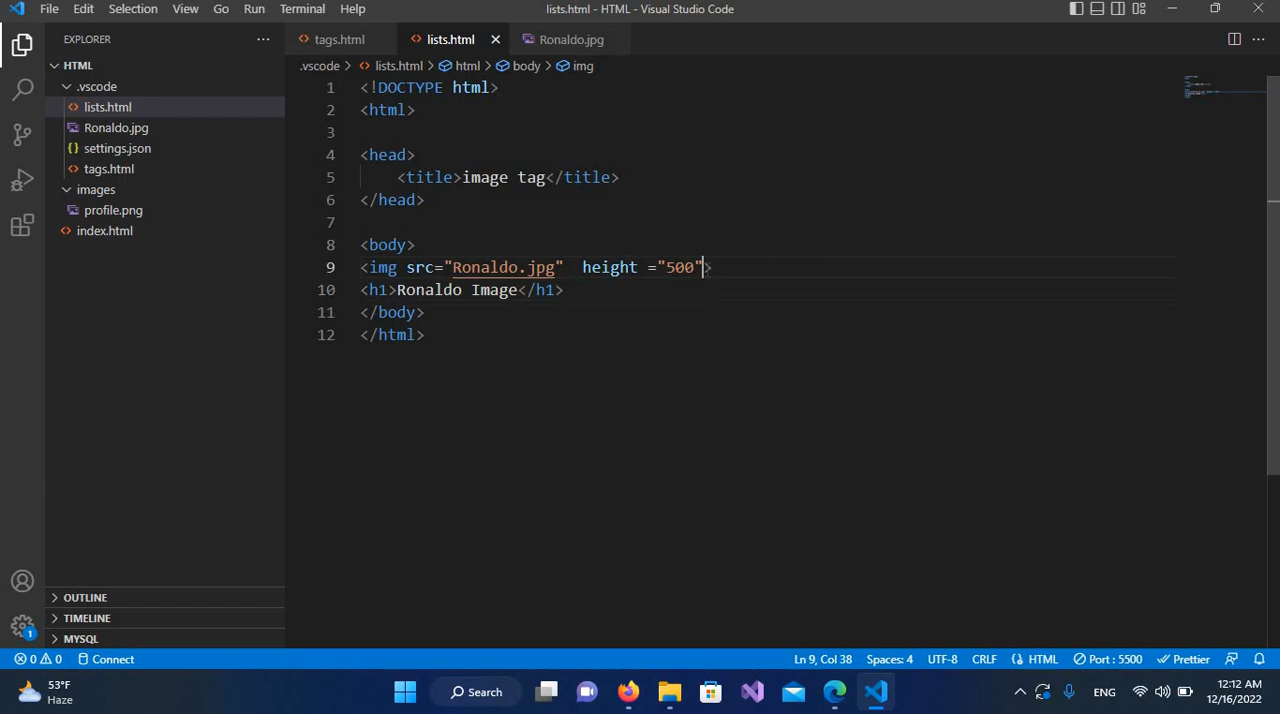 File Edit Selection View Go Run Terminal Help lists.html - HTML - Visual Studio Code
EXPLORER
HTML
.vscode
lists.html
Ronaldo.jpg
settings.json
tags.html
images
profile.png
index.html
OUTLINE
TIMELINE
MYSQL
tags.html lists.html Ronaldo.jpg
.vscode > lists.html > html > body > img
1 <!DOCTYPE html>
2 <html>
3
4 <head>
5 <title>image tag</title>
6 </head>
7
8 <body>
9 <img src="Ronaldo.jpg"  height ="500">
10 <h1>Ronaldo Image</h1>
11 </body>
12 </html>
1
0 0 Connect Ln 9, Col 38 Spaces: 4 UTF-8 CRLF HTML Port : 5500 Prettier
53°F
Haze
Search
ENG
12:12 AM
12/16/2022